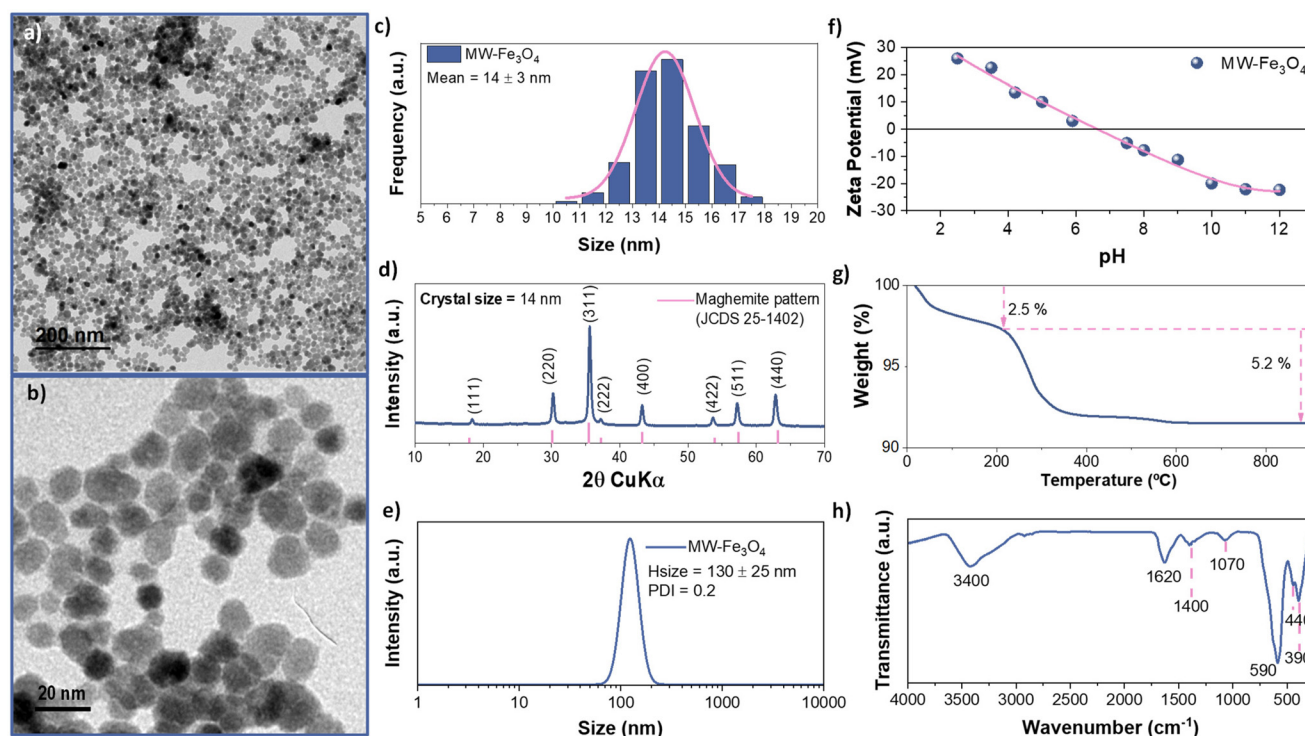 a)
200 nm
b)
20 nm
c)
MW-Fe₃O₄
Mean = 14 ± 3 nm
Frequency (a.u.)
5 6 7 8 9 10 11 12 13 14 15 16 17 18 19 20
Size (nm)
d)
Crystal size = 14 nm
Maghemite pattern
(JCDS 25-1402)
(111)
(220)
(311)
(222)
(400)
(422)
(511)
(440)
Intensity (a.u.)
10 20 30 40 50 60 70
2θ CuKα
e)
MW-Fe₃O₄
Hsize = 130 ± 25 nm
PDI = 0.2
Intensity (a.u.)
1 10 100 1000 10000
Size (nm)
f)
MW-Fe₃O₄
Zeta Potential (mV)
30
20
10
0
-10
-20
-30
2 4 6 8 10 12
pH
g)
100
95
90
2.5 %
5.2 %
Weight (%)
0 200 400 600 800
Temperature (ºC)
h)
Transmittance (a.u.)
3400
1620
1400
1070
590
440
390
4000 3500 3000 2500 2000 1500 1000 500
Wavenumber (cm⁻¹)